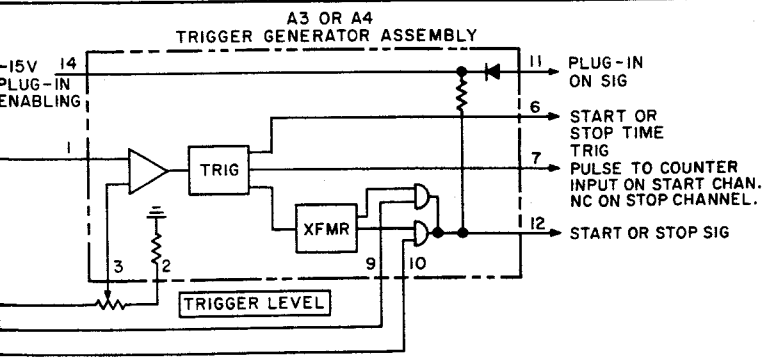 A3 OR A4
TRIGGER GENERATOR ASSEMBLY
-15V
PLUG-IN
ENABLING
14
11
PLUG-IN
ON SIG
6
START OR
STOP TIME
TRIG
1
TRIG
7
PULSE TO COUNTER
INPUT ON START CHAN.
NC ON STOP CHANNEL.
XFMR
12
START OR STOP SIG
3
2
9
10
TRIGGER LEVEL